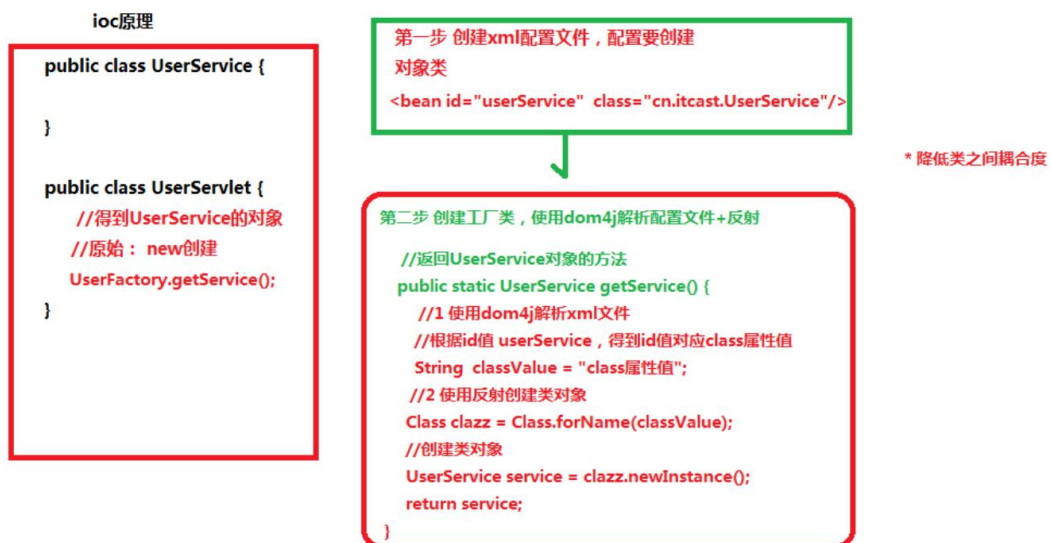 ioc原理
public class UserService {
}
public class UserServlet {
//得到UserService的对象
//原始： new创建
UserFactory.getService();
}
第一步 创建xml配置文件，配置要创建
对象类
<bean id="userService" class="cn.itcast.UserService"/>
第二步 创建工厂类，使用dom4j解析配置文件+反射
//返回UserService对象的方法
public static UserService getService() {
//1 使用dom4j解析xml文件
//根据id值 userService，得到id值对应class属性值
String classValue = "class属性值";
//2 使用反射创建类对象
Class clazz = Class.forName(classValue);
//创建类对象
UserService service = clazz.newInstance();
return service;
}
* 降低类之间耦合度